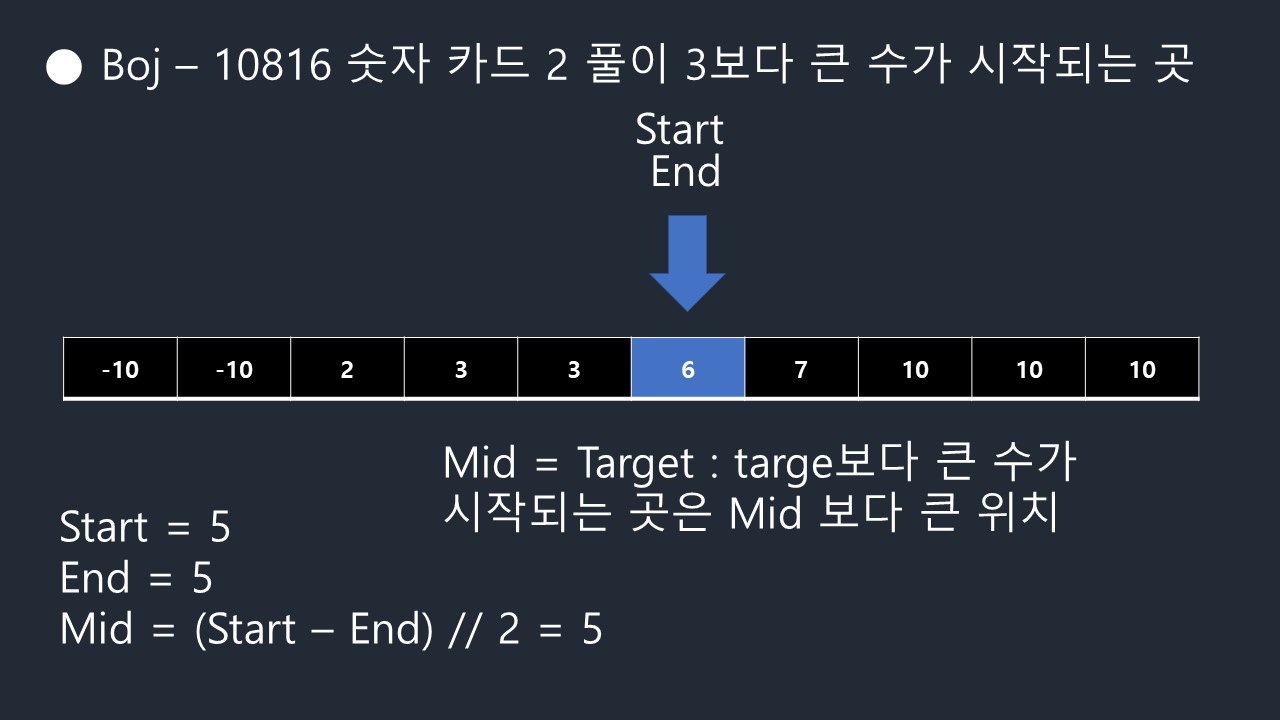 ● Boj – 10816 숫자 카드 2 풀이 3보다 큰 수가 시작되는 곳
Start
End
-10 -10 2 3 3 6 7 10 10 10
Mid = Target : targe보다 큰 수가
시작되는 곳은 Mid 보다 큰 위치
Start = 5
End = 5
Mid = (Start – End) // 2 = 5